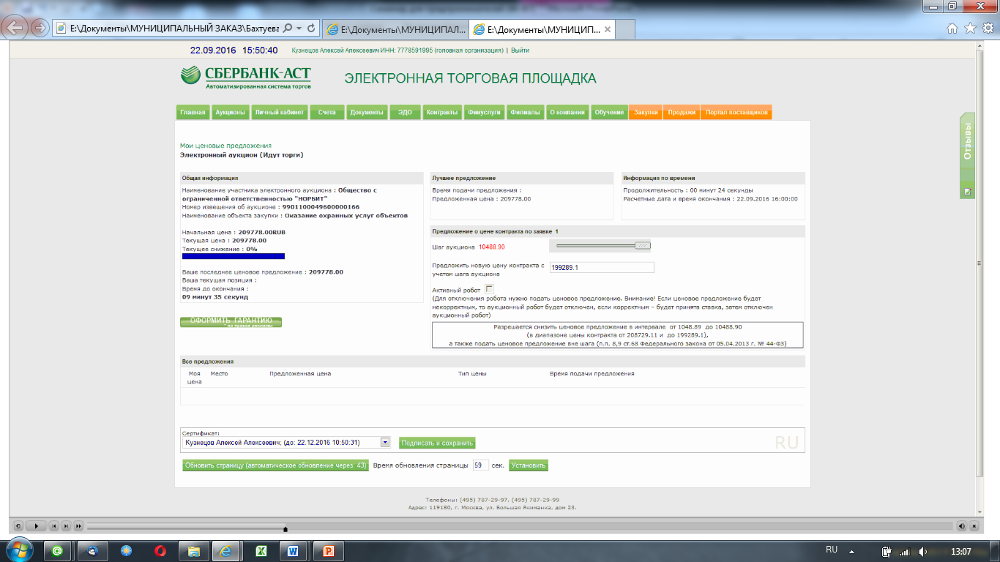 E:\Документы\МУНИЦИПАЛЬНЫЙ ЗАКАЗ\Бахтуева
E:\Документы\МУНИЦИПАЛ...
E:\Документы\МУНИЦИП...
22.09.2016 15:50:40
Кузнецов Алексей Алексеевич ИНН: 7778591995 (головная организация) | Выйти
СБЕРБАНК-АСТ
Автоматизированная система торгов
ЭЛЕКТРОННАЯ ТОРГОВАЯ ПЛОЩАДКА
Главная Аукционы Личный кабинет Счета Документы ЭДО Контракты Финуслуги Филиалы О компании Обучение Закупки Продажи Портал поставщиков
Отзывы
Мои ценовые предложения
Электронный аукцион (Идут торги)
Общая информация
Наименование участника электронного аукциона : Общество с
ограниченной ответственностью "НОРБИТ"
Номер извещения об аукционе : 9901100049600000166
Наименование объекта закупки : Оказание охранных услуг объектов
Начальная цена : 209778.00RUB
Текущая цена : 209778.00
Текущее снижение : 0%
Ваше последнее ценовое предложение : 209778.00
Ваша текущая позиция :
Время до окончания :
09 минут 35 секунд
ОФОРМИТЬ ГАРАНТИЮ
* на правах рекламы
Лучшее предложение
Время подачи предложения :
Предложенная цена : 209778.00
Информация по времени
Продолжительность : 00 минут 24 секунды
Расчетные дата и время окончания : 22.09.2016 16:00:00
Предложение о цене контракта по заявке 1
Шаг аукциона 10488.90
Предложить новую цену контракта с
учетом шага аукциона
199289.1
Активный робот
(Для отключения робота нужно подать ценовое предложение. Внимание! Если ценовое предложение будет
некорректным, то аукционный робот будет отключен, если корректным – будет принята ставка, затем отключен
аукционный робот)
Разрешается снизить ценовое предложение в интервале от 1048.89 до 10488.90
(в диапазоне цены контракта от 208729.11 и до 199289.1),
а также подать ценовое предложение вне шага (п.п. 8,9 ст.68 Федерального закона от 05.04.2013 г. № 44-ФЗ)
Все предложения
Моя
цена
Место Предложенная цена Тип цены Время подачи предложения
Сертификат:
Кузнецов Алексей Алексеевич; (до: 22.12.2016 10:50:31)
Подписать и сохранить
RU
Обновить страницу (автоматическое обновление через: 43) Время обновления страницы 59 сек. Установить
Телефоны: (495) 787-29-97, (495) 787-29-99
Адрес: 119180, г. Москва, ул. Большая Якиманка, дом 23.
RU
13:07